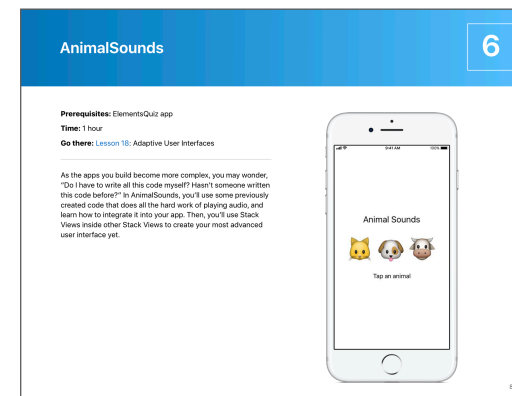 AnimalSounds
6
Prerequisites: ElementsQuiz app
Time: 1 hour
Go there: Lesson 18: Adaptive User Interfaces
As the apps you build become more complex, you may wonder,
"Do I have to write all this code myself? Hasn't someone written
this code before?" In AnimalSounds, you'll use some previously
created code that does all the hard work of playing audio, and
learn how to integrate it into your app. Then, you'll use Stack
Views inside other Stack Views to create your most advanced
user interface yet.
9:41 AM
100%
Animal Sounds
Tap an animal